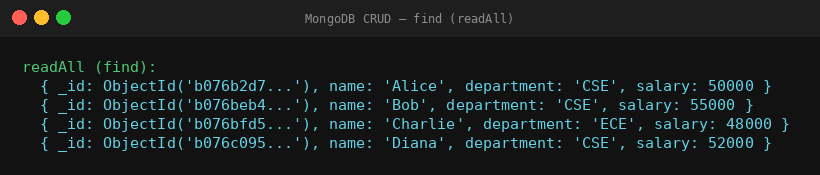 MongoDB CRUD — find (readAll)
readAll (find):
{ _id: ObjectId('b076b2d7...'), name: 'Alice', department: 'CSE', salary: 50000 }
{ _id: ObjectId('b076beb4...'), name: 'Bob', department: 'CSE', salary: 55000 }
{ _id: ObjectId('b076bfd5...'), name: 'Charlie', department: 'ECE', salary: 48000 }
{ _id: ObjectId('b076c095...'), name: 'Diana', department: 'CSE', salary: 52000 }